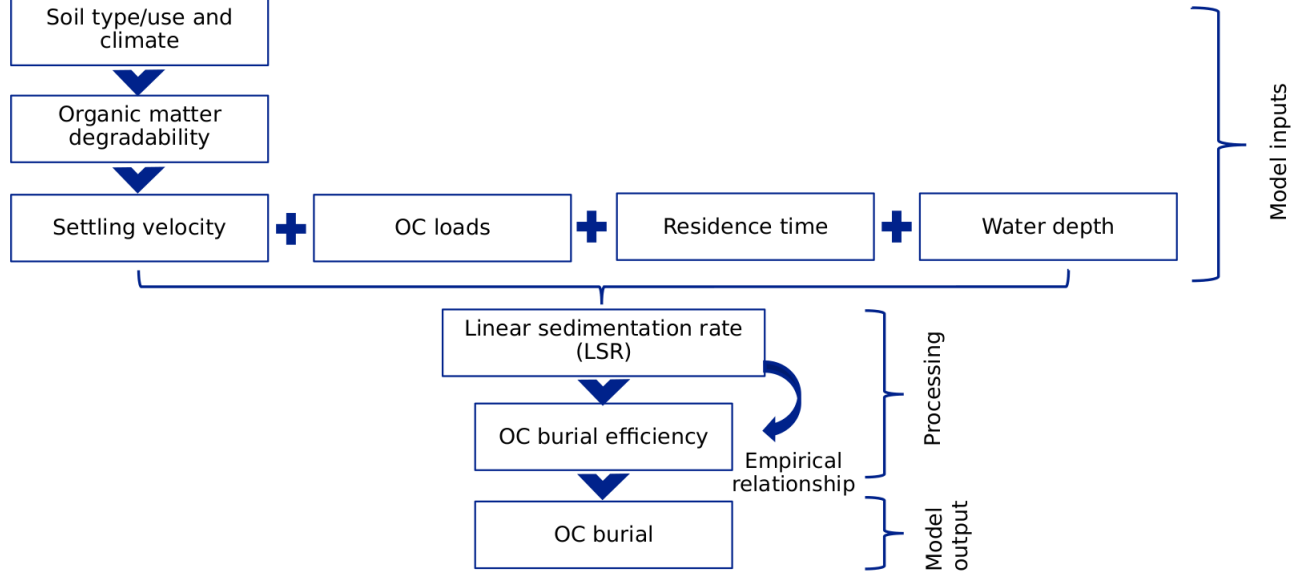 Soil type/use and
climate
Organic matter
degradability
Settling velocity
OC loads
Residence time
Water depth
Model inputs
Linear sedimentation rate
(LSR)
OC burial efficiency
Empirical
relationship
Processing
OC burial
Model
output